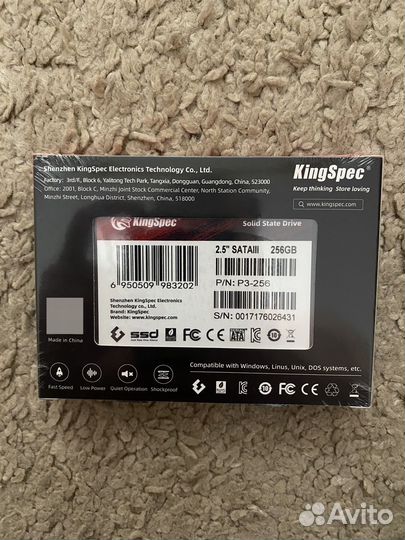 Shenzhen KingSpec Electronics Technology Co., Ltd.
Factory: 3rd/F, Block 6, Yalitong Tech Park, Tangxia, Dongguan, Guangdong, China, 523000
Office: 2001, Block C, Minzhi Joint Stock Commercial Center, North Station Community,
Minzhi Street, Longhua District, Shenzhen, China, 518000
KingSpec
Keep thinking Store loving
www.kingspec.com
KingSpec
Solid State Drive
2.5" SATAIII 256GB
P/N: P3-256
S/N: 0017176026431
6 950509 983202
Shenzhen KingSpec Electronics
Technology co., Ltd.
Brand: KingSpec
Website: www.kingspec.com
ssd
SATA
FC CE
10
Made in China
Compatible with Windows, Linus, Unix, DOS systems, etc.
Fast Speed
Low Power
Quiet Operation
Shockproof
FC CE
10
Avito